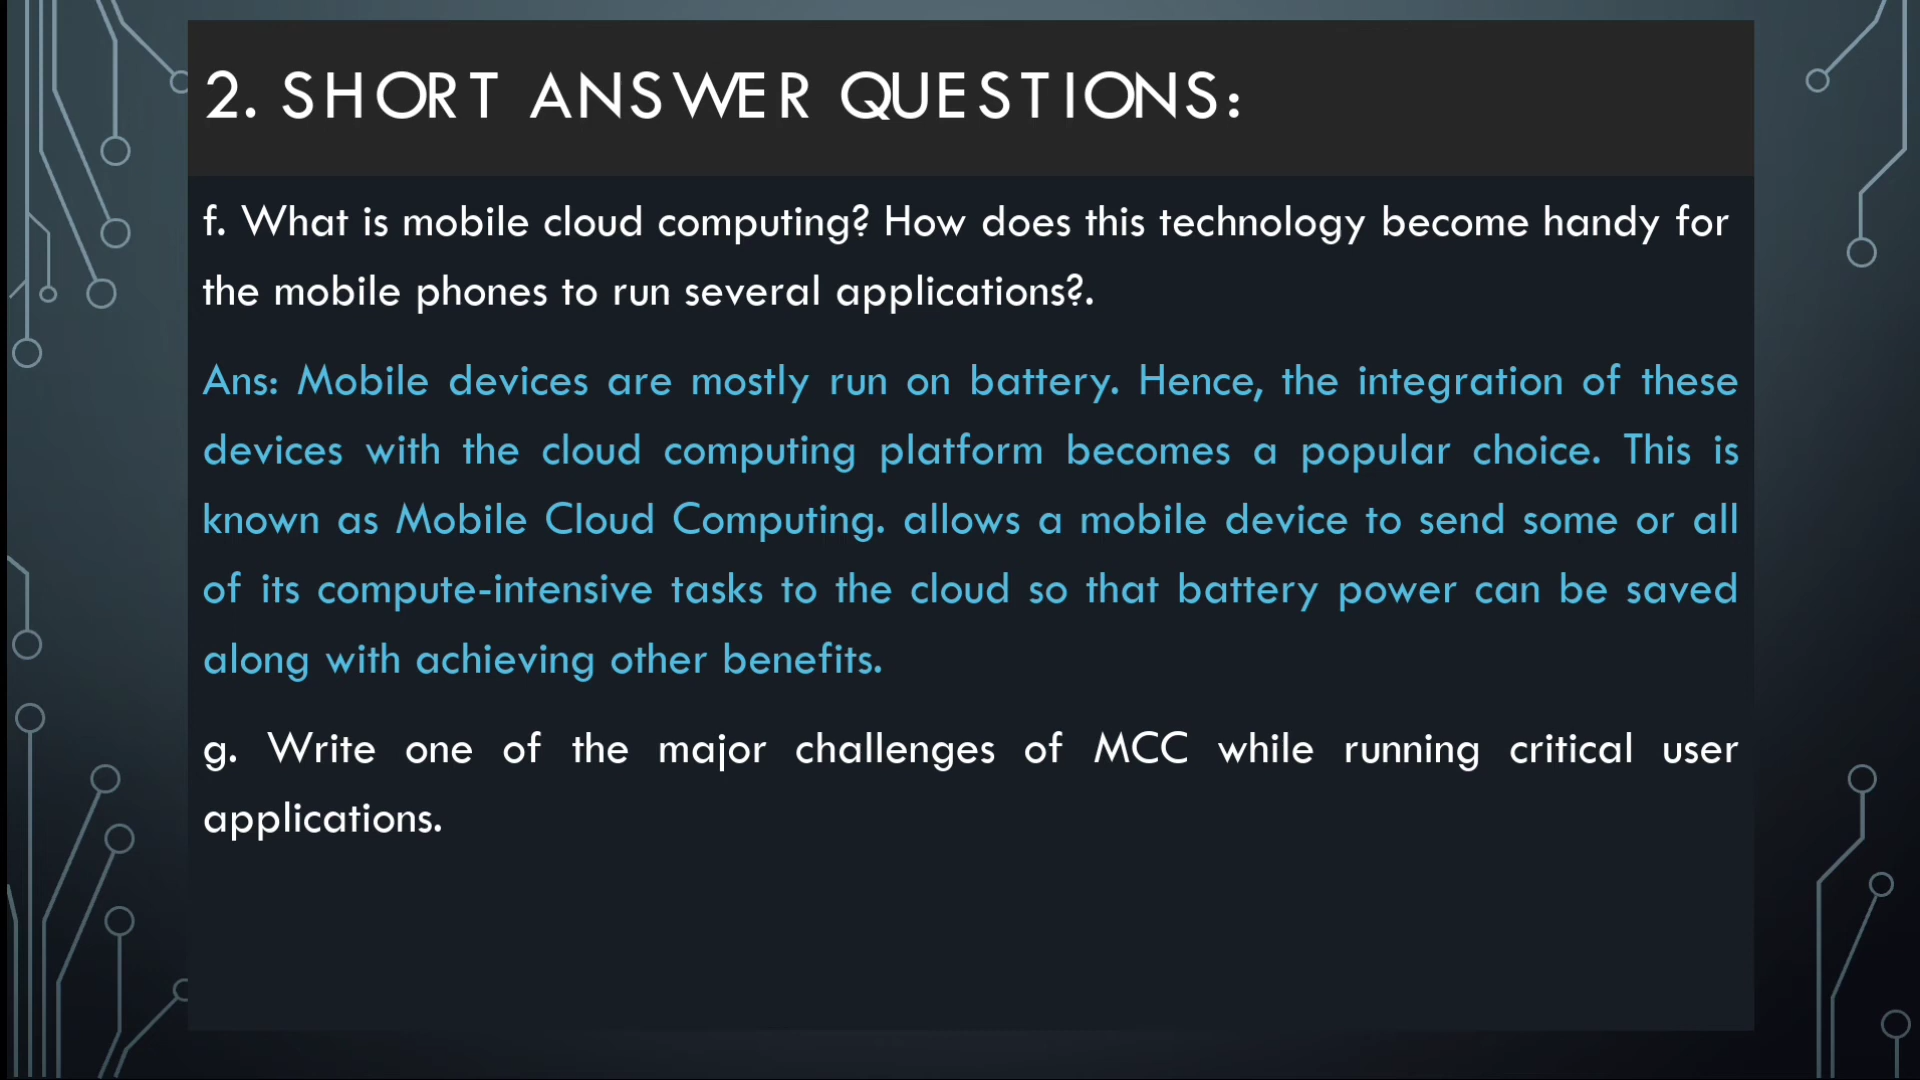 2. SHORT ANSWER QUESTIONS:
f. What is mobile cloud computing? How does this technology become handy for
the mobile phones to run several applications?.
Ans: Mobile devices are mostly run on battery. Hence, the integration of these
devices with the cloud computing platform becomes a popular choice. This is
known as Mobile Cloud Computing. allows a mobile device to send some or all
of its compute-intensive tasks to the cloud so that battery power can be saved
along with achieving other benefits.
g. Write one of the major challenges of MCC while running critical user
applications.